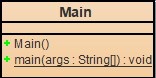 Main
+ Main()
+ main(args : String[]) : void